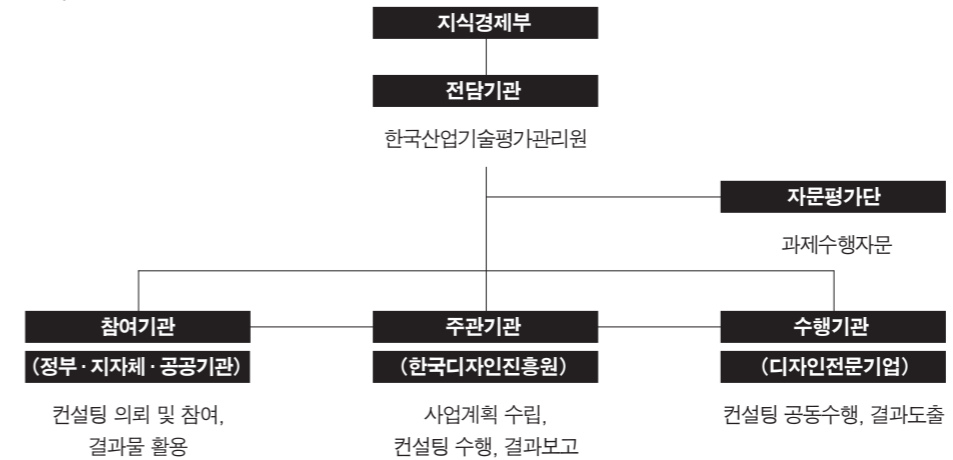 지식경제부
전담기관
한국산업기술평가관리원
자문평가단
과제수행자문
참여기관
(정부·지자체·공공기관)
컨설팅 의뢰 및 참여,
결과물 활용
주관기관
(한국디자인진흥원)
사업계획 수립,
컨설팅 수행, 결과보고
수행기관
(디자인전문기업)
컨설팅 공동수행, 결과도출